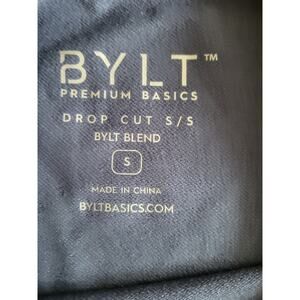 BYLT™
PREMIUM BASICS
DROP CUT S/S
BYLT BLEND
S
MADE IN CHINA
BYLTBASICS.COM